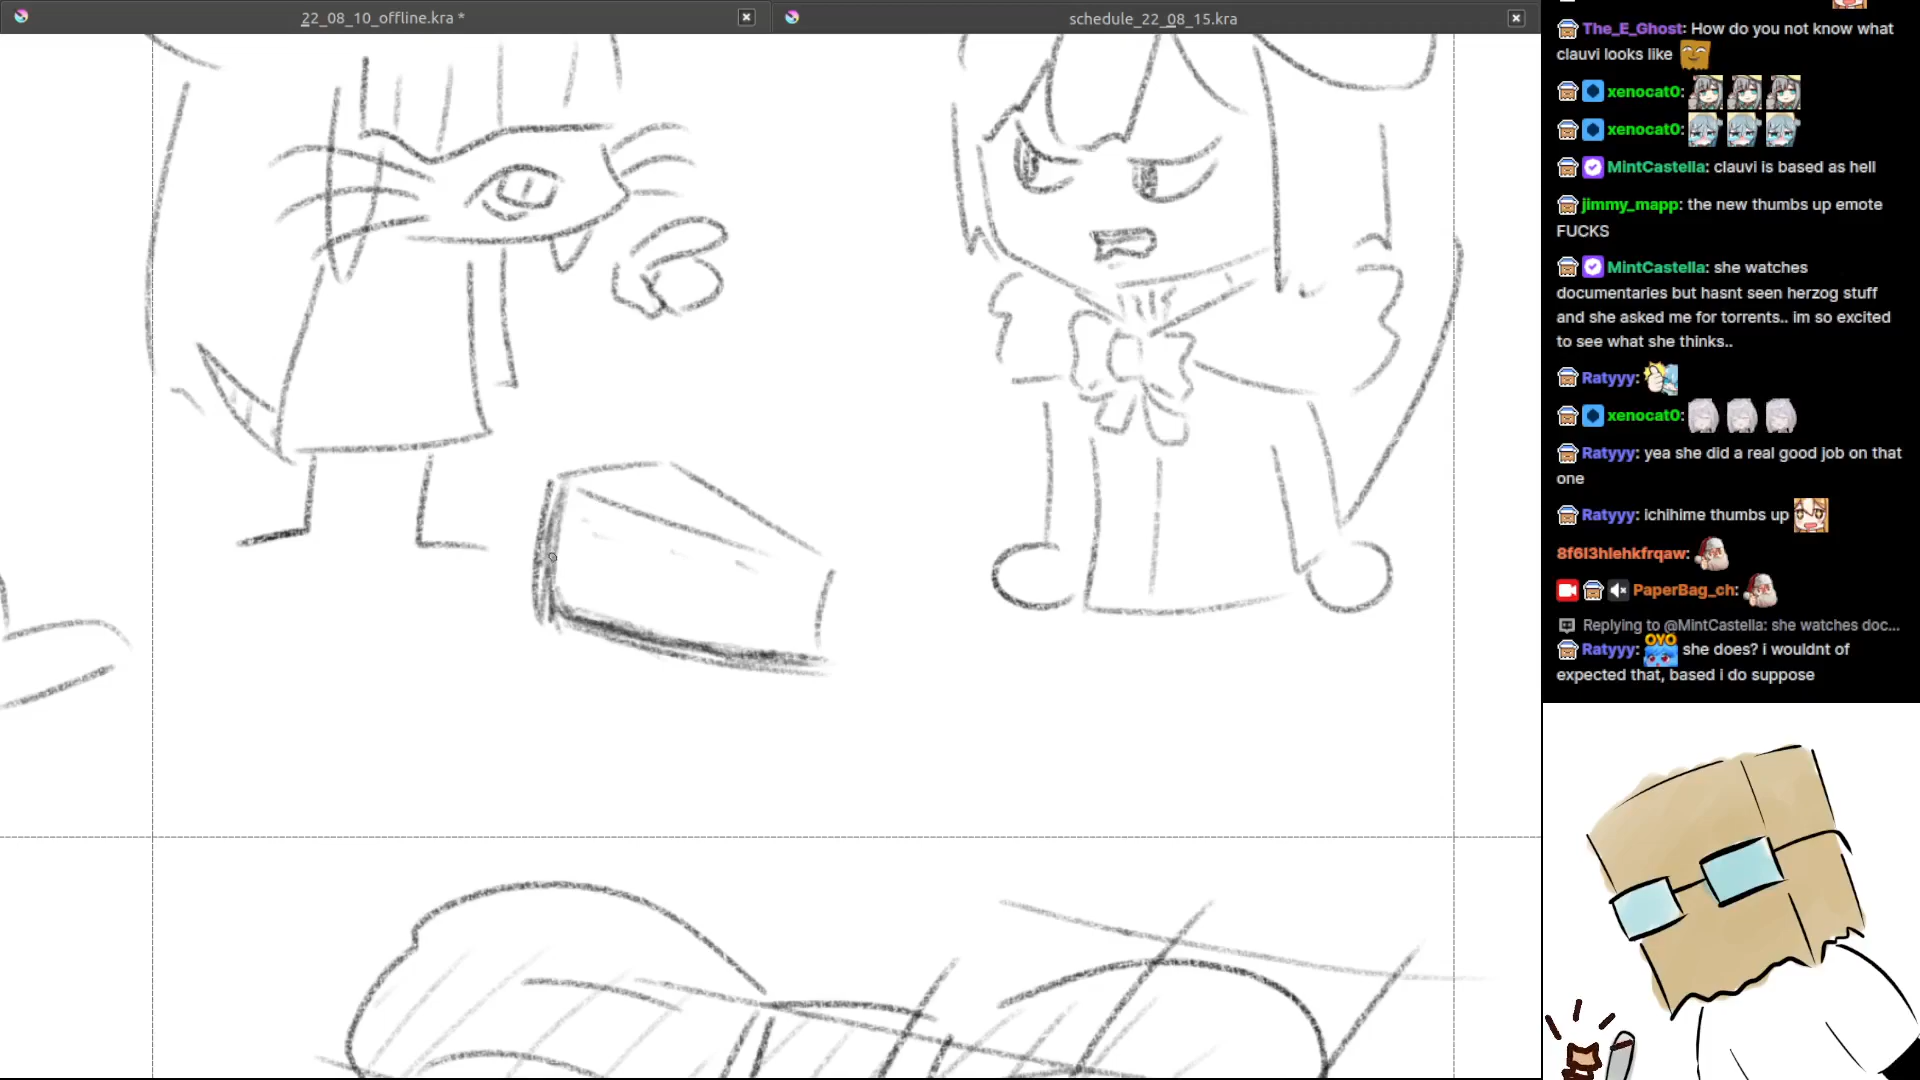 22_08_10_offline.kra *
schedule_22_08_15.kra
The_E_Ghost: How do you not know what
clauvi looks like
xenocat0:
xenocat0:
MintCastella: clauvi is based as hell
jimmy_mapp: the new thumbs up emote
FUCKS
MintCastella: she watches
documentaries but hasnt seen herzog stuff
and she asked me for torrents.. im so excited
to see what she thinks..
Ratyyy:
xenocat0:
Ratyyy: yea she did a real good job on that
one
Ratyyy: ichihime thumbs up
8f6l3hlehkfrqaw:
PaperBag_ch:
Replying to @MintCastella: she watches doc...
OYO
Ratyyy: she does? i wouldnt of
expected that, based i do suppose